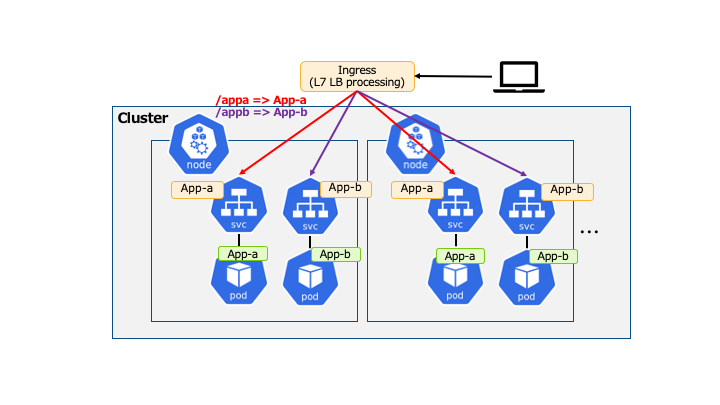 Ingress
(L7 LB processing)
/appa => App-a
/appb => App-b
Cluster
node
node
App-a
App-b
App-a
App-b
svc
svc
svc
svc
...
App-a
App-b
App-a
App-b
pod
pod
pod
pod